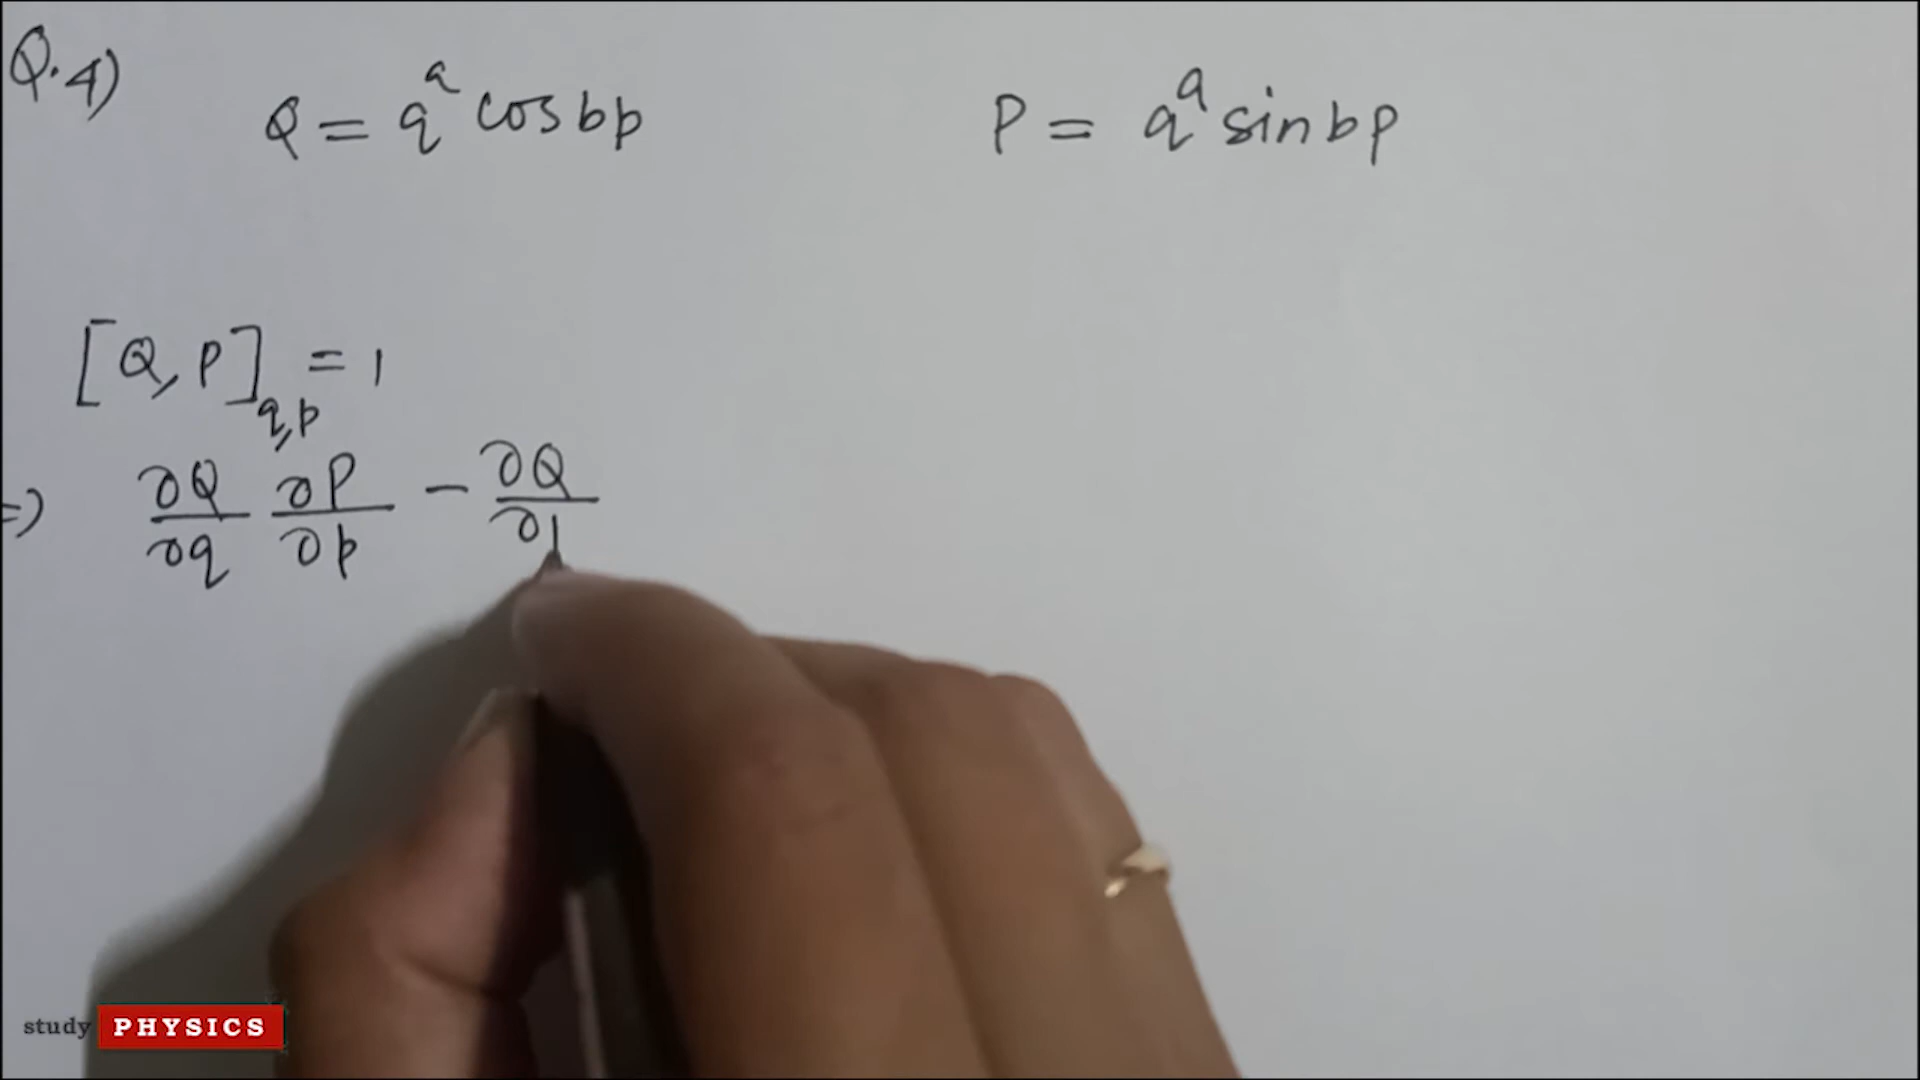 Q.4)
Q = q^a cos bp    P = q^a sin bp
[Q, P]_{q,p} = 1
=) ∂Q/∂q ∂P/∂p - ∂Q/∂
study PHYSICS